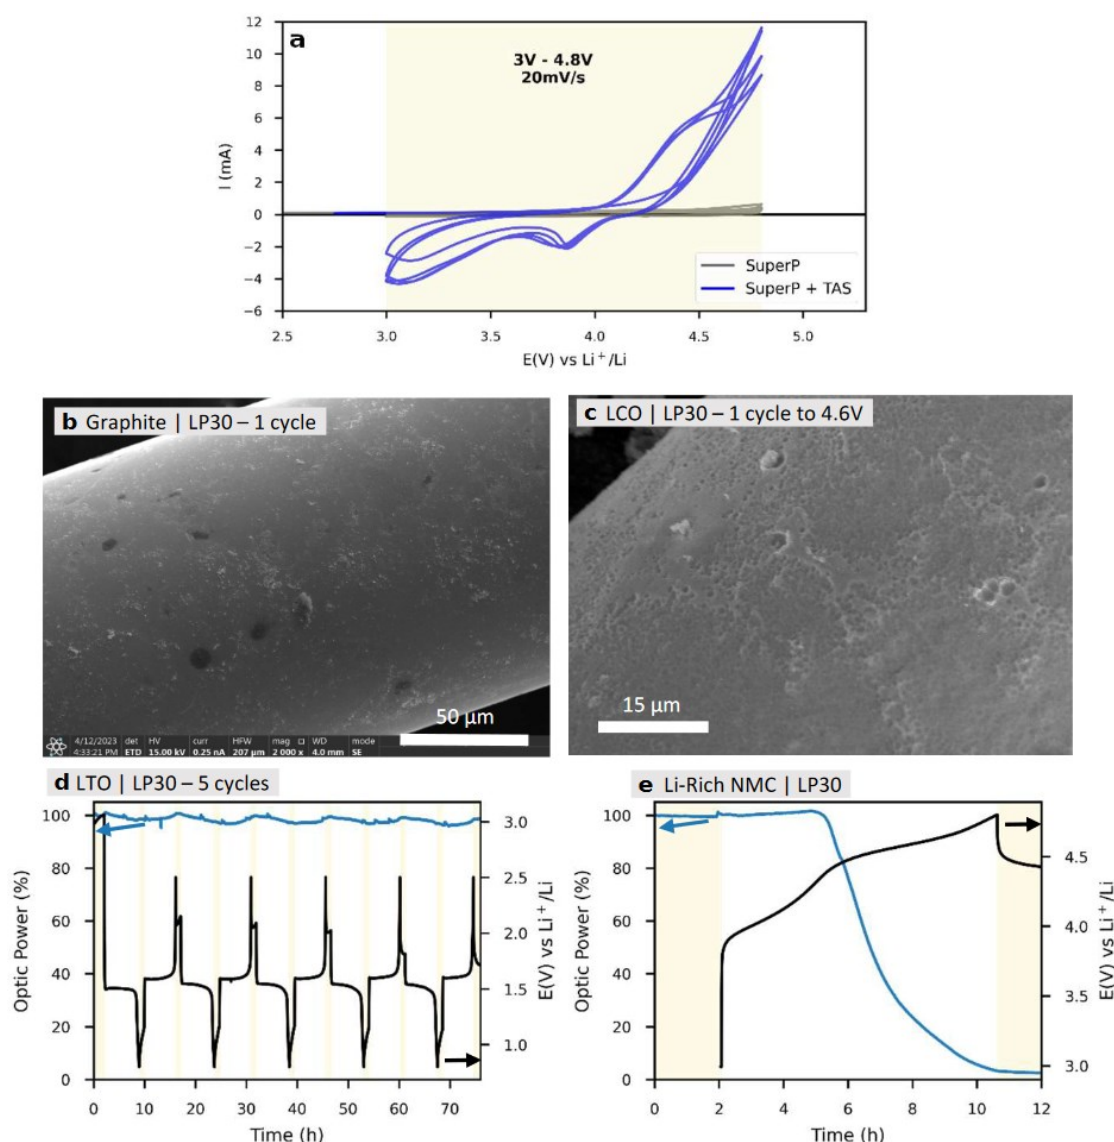 a
3V - 4.8V
20mV/s
12
10
8
6
4
2
0
−2
−4
−6
I (mA)
SuperP
SuperP + TAS
2.5 3.0 3.5 4.0 4.5 5.0
E(V) vs Li⁺/Li
b Graphite | LP30 – 1 cycle
50 µm
4/12/2023 det HV curr HFW mag □ WD mode
4:33:21 PM ETD 15.00 kV 0.25 nA 207 µm 2 000 x 4.0 mm SE
c LCO | LP30 – 1 cycle to 4.6V
15 µm
d LTO | LP30 – 5 cycles
100
80
60
40
20
0
Optic Power (%)
3.0
2.5
2.0
1.5
1.0
E(V) vs Li⁺/Li
0 10 20 30 40 50 60 70
Time (h)
e Li-Rich NMC | LP30
100
80
60
40
20
0
Optic Power (%)
4.5
4.0
3.5
3.0
E(V) vs Li⁺/Li
0 2 4 6 8 10 12
Time (h)